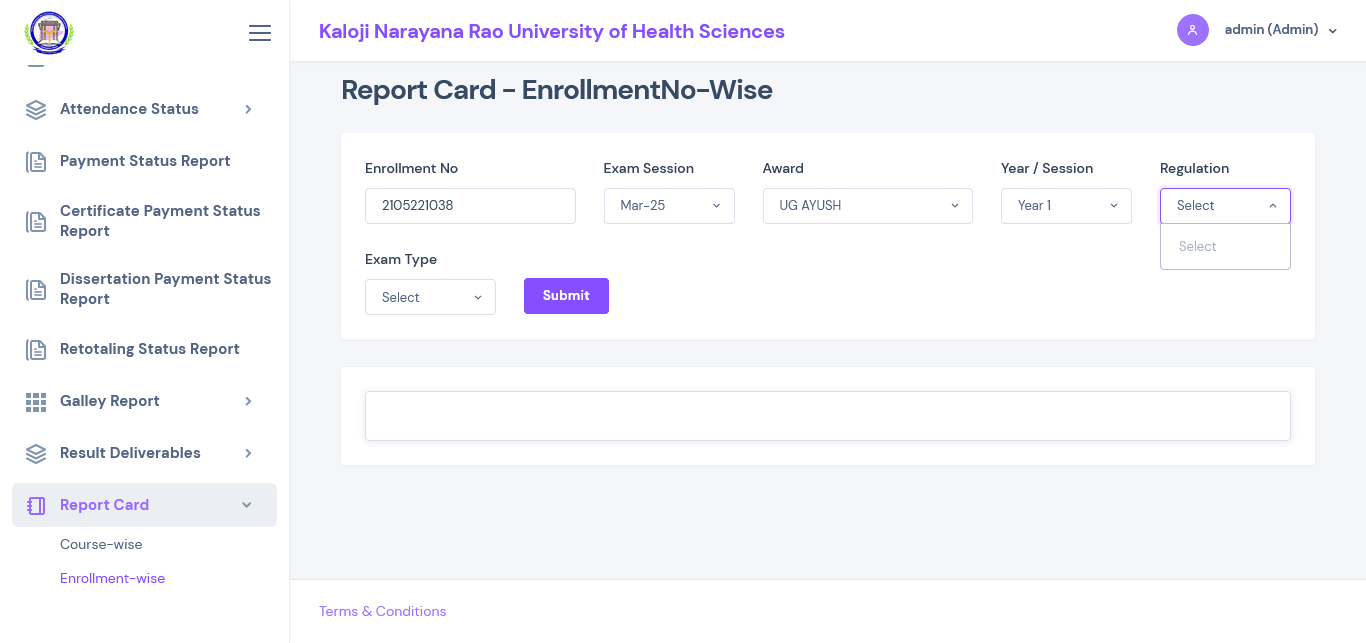 Kaloji Narayana Rao University of Health Sciences
admin (Admin)
Attendance Status
Payment Status Report
Certificate Payment Status
Report
Dissertation Payment Status
Report
Retotaling Status Report
Galley Report
Result Deliverables
Report Card
Course-wise
Enrollment-wise
Report Card - EnrollmentNo-Wise
Enrollment No
2105221038
Exam Session
Mar-25
Award
UG AYUSH
Year / Session
Year 1
Regulation
Select
Select
Exam Type
Select
Submit
Terms & Conditions